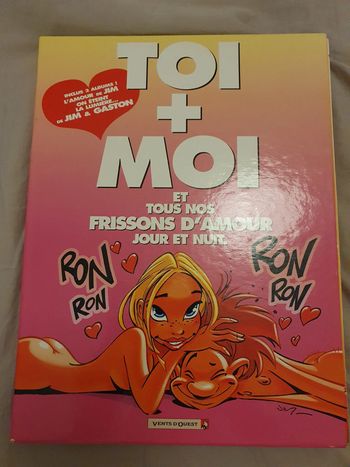 TOI
+
MOI
INCLUS 2 ALBUMS !
L'AMOUR DE JIM
ON ÉTEINT
LA LUMIÈRE...
DE JIM & GASTON
ET
TOUS NOS
FRISSONS D'AMOUR
JOUR ET NUIT
RON
RON
RON
RON
VENTS D'OUEST